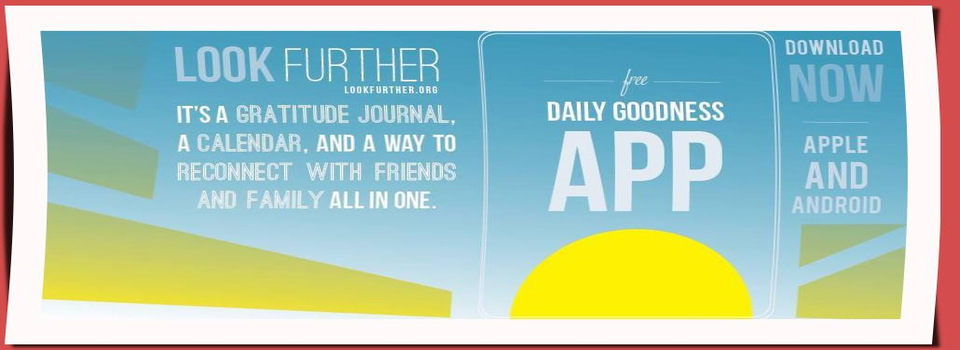 LOOK FURTHER
LOOKFURTHER.ORG
IT'S A GRATITUDE JOURNAL,
A CALENDAR, AND A WAY TO
RECONNECT WITH FRIENDS
AND FAMILY ALL IN ONE.
free
DAILY GOODNESS
APP
DOWNLOAD
NOW
APPLE
AND
ANDROID